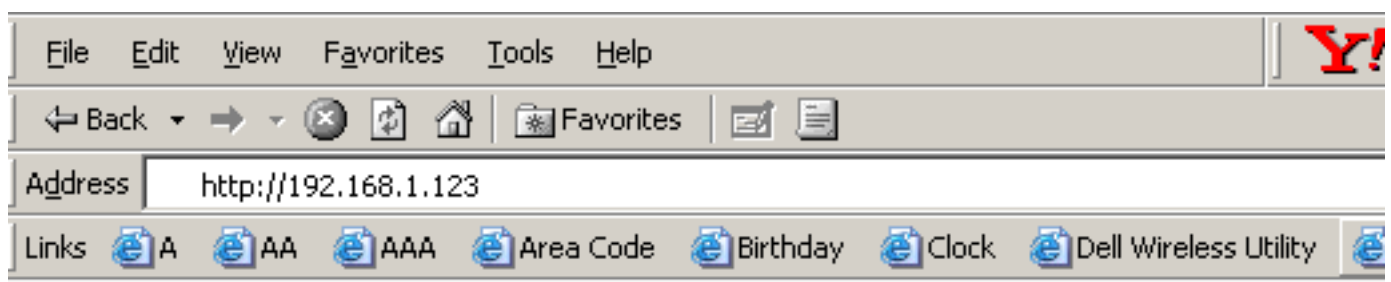 File Edit View Favorites Tools Help Y!
Back Favorites
Address http://192.168.1.123
Links A AA AAA Area Code Birthday Clock Dell Wireless Utility